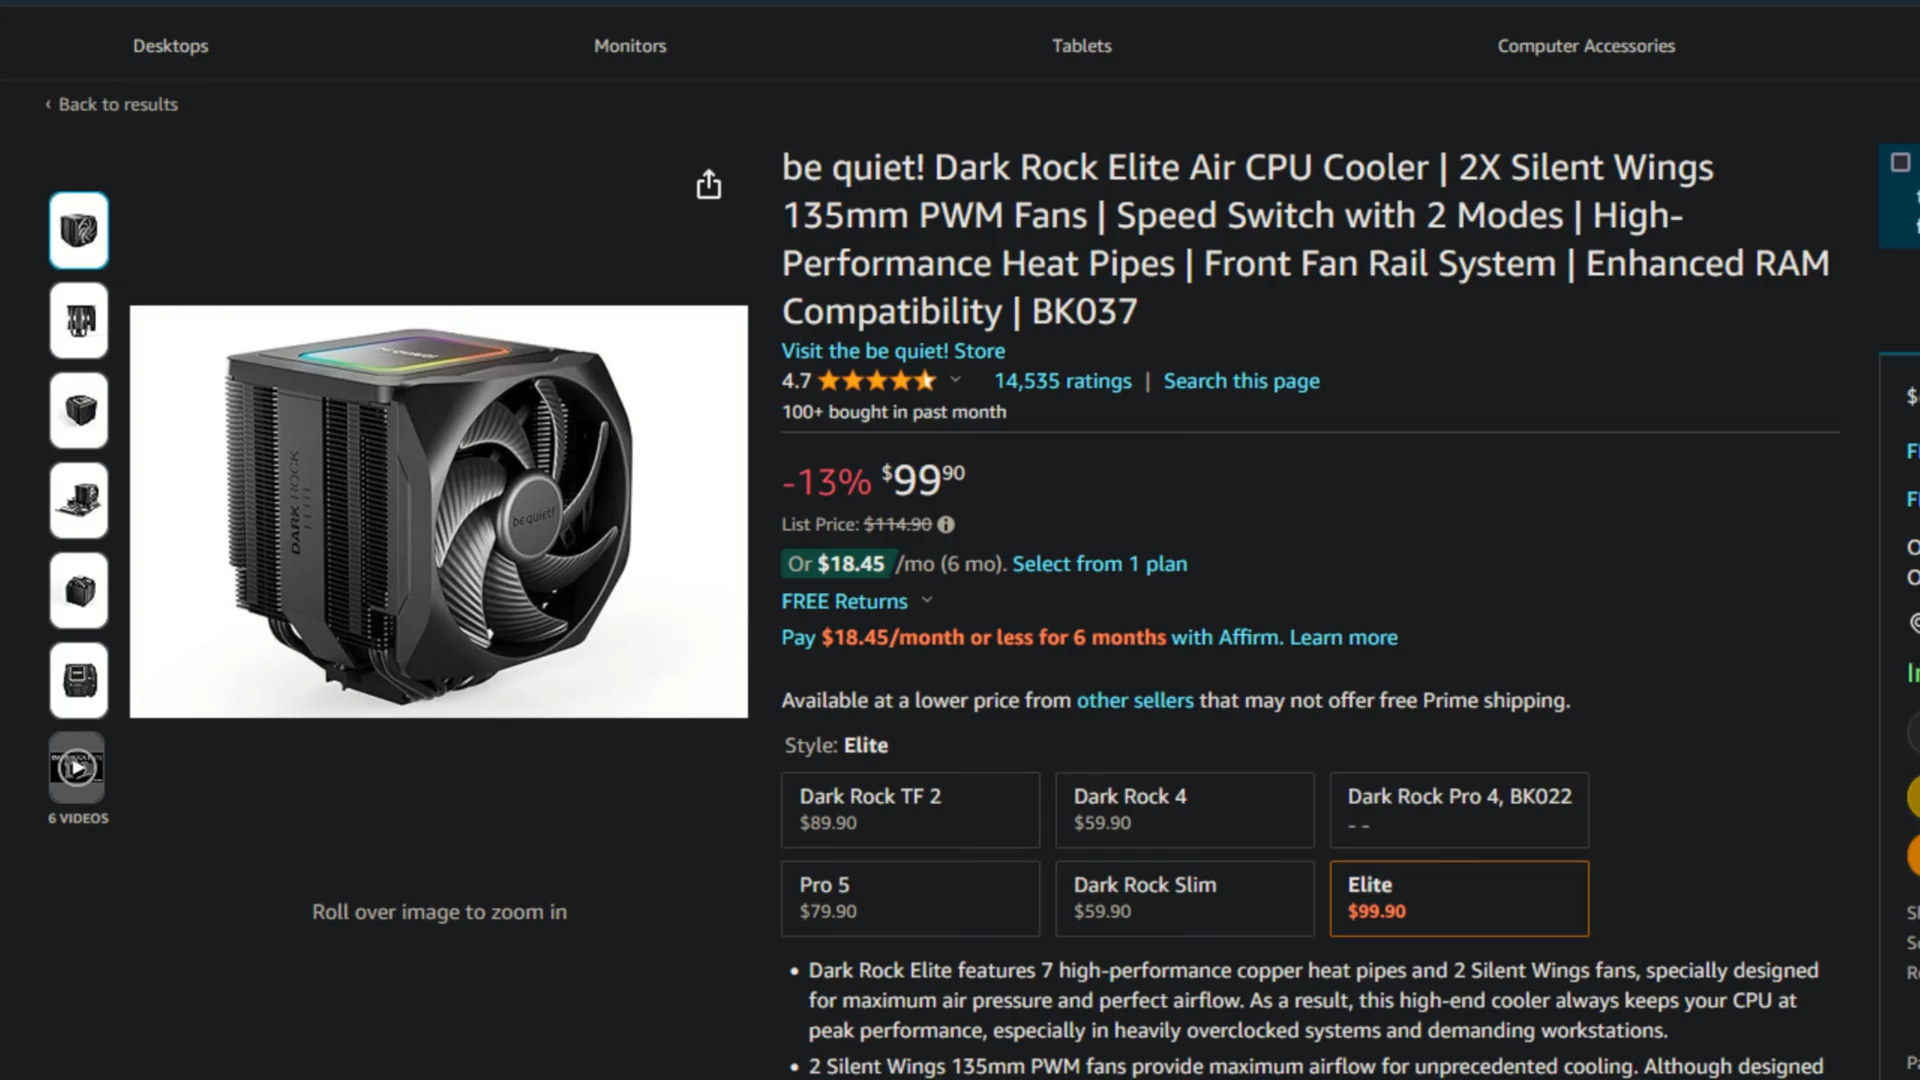 Desktops
Monitors
Tablets
Computer Accessories
‹ Back to results
be quiet! Dark Rock Elite Air CPU Cooler | 2X Silent Wings
135mm PWM Fans | Speed Switch with 2 Modes | High-
Performance Heat Pipes | Front Fan Rail System | Enhanced RAM
Compatibility | BK037
Visit the be quiet! Store
4.7
14,535 ratings | Search this page
100+ bought in past month
-13% $99⁹⁰
List Price: $114.90
Or $18.45 /mo (6 mo). Select from 1 plan
FREE Returns
Pay $18.45/month or less for 6 months with Affirm. Learn more
Available at a lower price from other sellers that may not offer free Prime shipping.
Style: Elite
Dark Rock TF 2
$89.90
Dark Rock 4
$59.90
Dark Rock Pro 4, BK022
- -
Pro 5
$79.90
Dark Rock Slim
$59.90
Elite
$99.90
• Dark Rock Elite features 7 high-performance copper heat pipes and 2 Silent Wings fans, specially designed
for maximum air pressure and perfect airflow. As a result, this high-end cooler always keeps your CPU at
peak performance, especially in heavily overclocked systems and demanding workstations.
• 2 Silent Wings 135mm PWM fans provide maximum airflow for unprecedented cooling. Although designed
be quiet!
DARK ROCK
ELITE
be quiet!
6 VIDEOS
Roll over image to zoom in